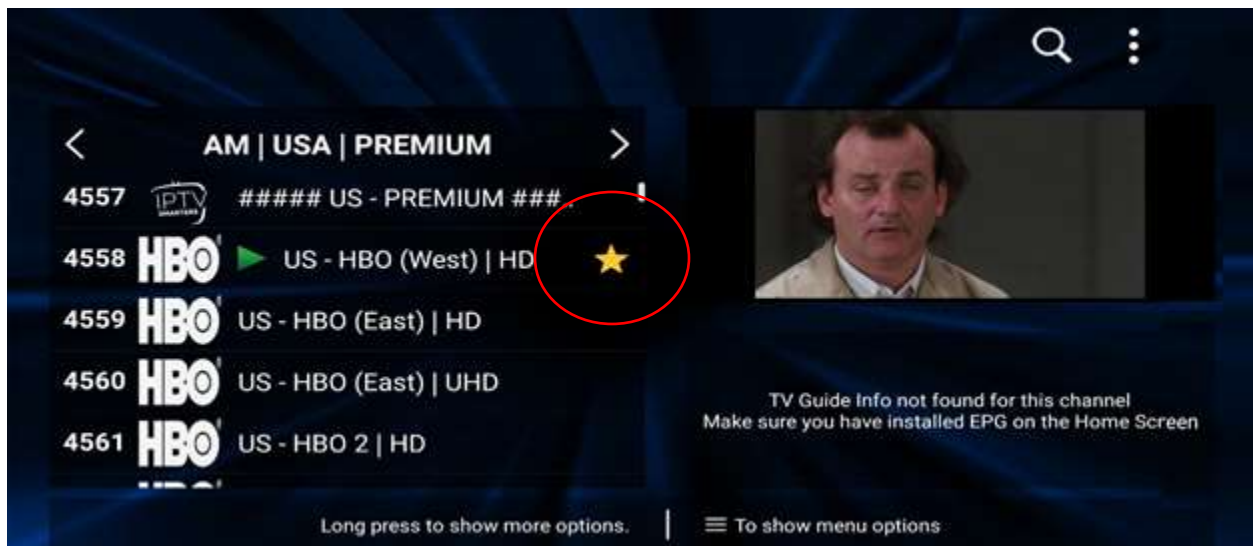 AM | USA | PREMIUM
4557 IPTV SMARTERS ##### US - PREMIUM ###.
4558 HBO US - HBO (West) | HD
4559 HBO US - HBO (East) | HD
4560 HBO US - HBO (East) | UHD
4561 HBO US - HBO 2 | HD
TV Guide Info not found for this channel
Make sure you have installed EPG on the Home Screen
Long press to show more options.
To show menu options